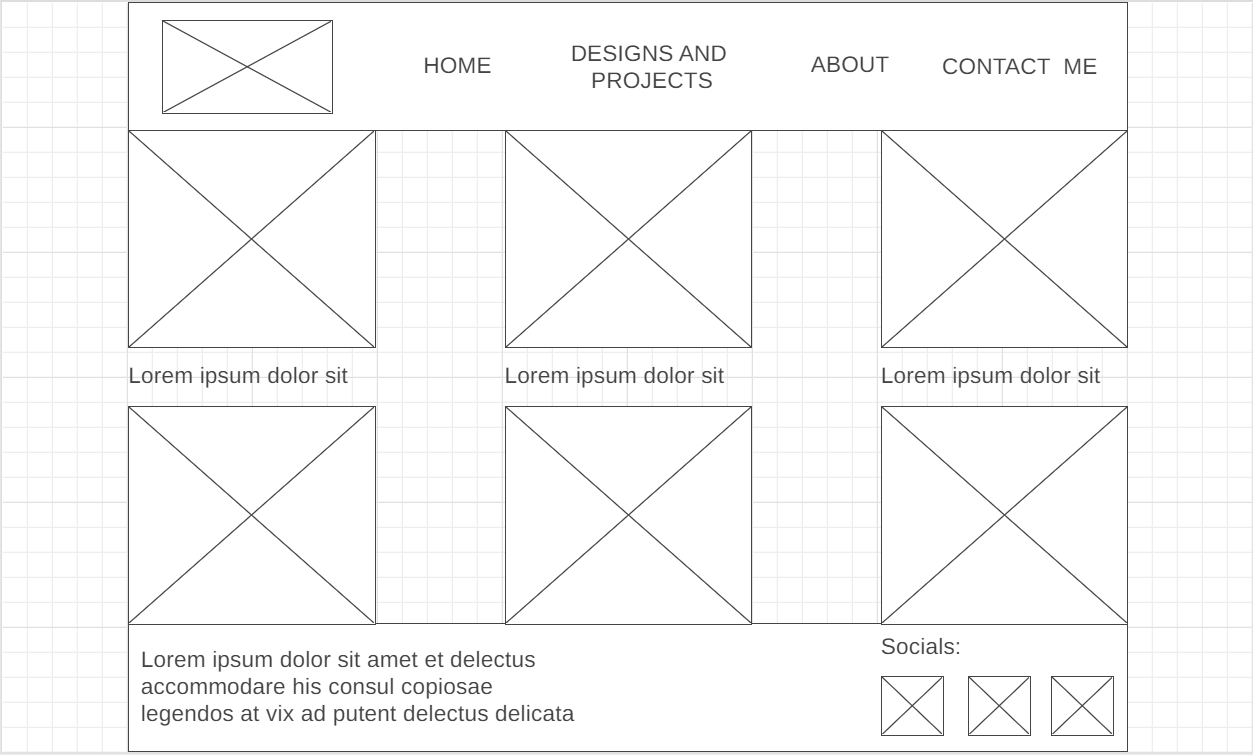 HOME
DESIGNS AND
PROJECTS
ABOUT
CONTACT  ME
Lorem ipsum dolor sit
Lorem ipsum dolor sit
Lorem ipsum dolor sit
Lorem ipsum dolor sit amet et delectus
accommodare his consul copiosae
legendos at vix ad putent delectus delicata
Socials: